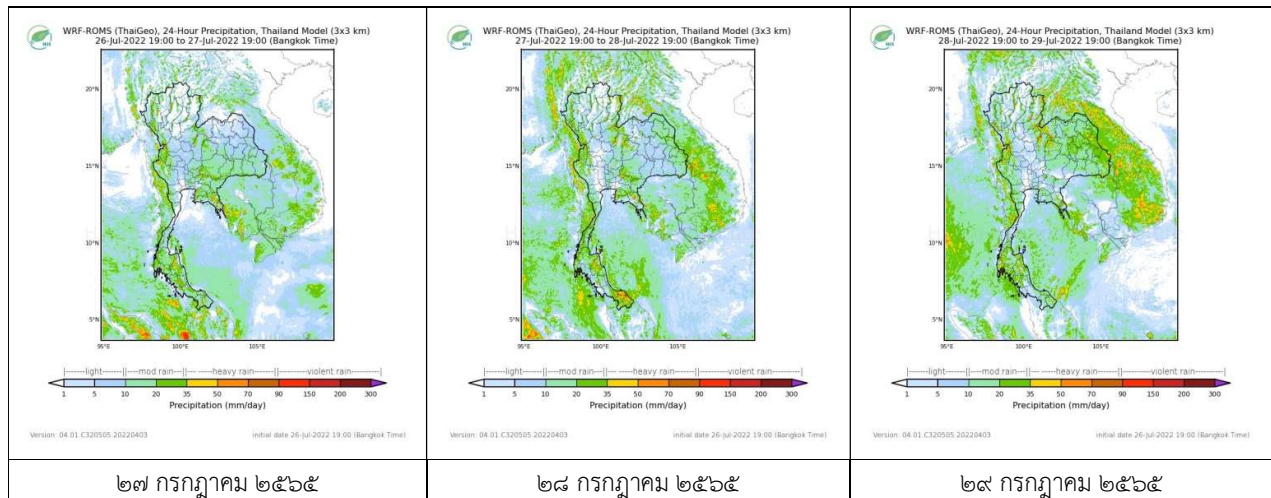 WRF-ROMS (ThaiGeo), 24-Hour Precipitation, Thailand Model (3x3 km)
26-Jul-2022 19:00 to 27-Jul-2022 19:00 (Bangkok Time)
20°N
15°N
10°N
5°N
95°E 100°E 105°E
|-------light-------||----mod rain---||--- -----heavy rain-------||-------violent rain-------|
1 5 10 20 35 50 70 90 150 200 300
Precipitation (mm/day)
Version: 04.01.C320505.20220403 initial date 26-Jul-2022 19:00 (Bangkok Time)
๒๗ กรกฎาคม ๒๕๖๕
WRF-ROMS (ThaiGeo), 24-Hour Precipitation, Thailand Model (3x3 km)
27-Jul-2022 19:00 to 28-Jul-2022 19:00 (Bangkok Time)
20°N
15°N
10°N
5°N
95°E 100°E 105°E
|-------light-------||----mod rain---||--- -----heavy rain-------||-------violent rain-------|
1 5 10 20 35 50 70 90 150 200 300
Precipitation (mm/day)
Version: 04.01.C320505.20220403 initial date 26-Jul-2022 19:00 (Bangkok Time)
๒๘ กรกฎาคม ๒๕๖๕
WRF-ROMS (ThaiGeo), 24-Hour Precipitation, Thailand Model (3x3 km)
28-Jul-2022 19:00 to 29-Jul-2022 19:00 (Bangkok Time)
20°N
15°N
10°N
5°N
95°E 100°E 105°E
|-------light-------||----mod rain---||--- -----heavy rain-------||-------violent rain-------|
1 5 10 20 35 50 70 90 150 200 300
Precipitation (mm/day)
Version: 04.01.C320505.20220403 initial date 26-Jul-2022 19:00 (Bangkok Time)
๒๙ กรกฎาคม ๒๕๖๕